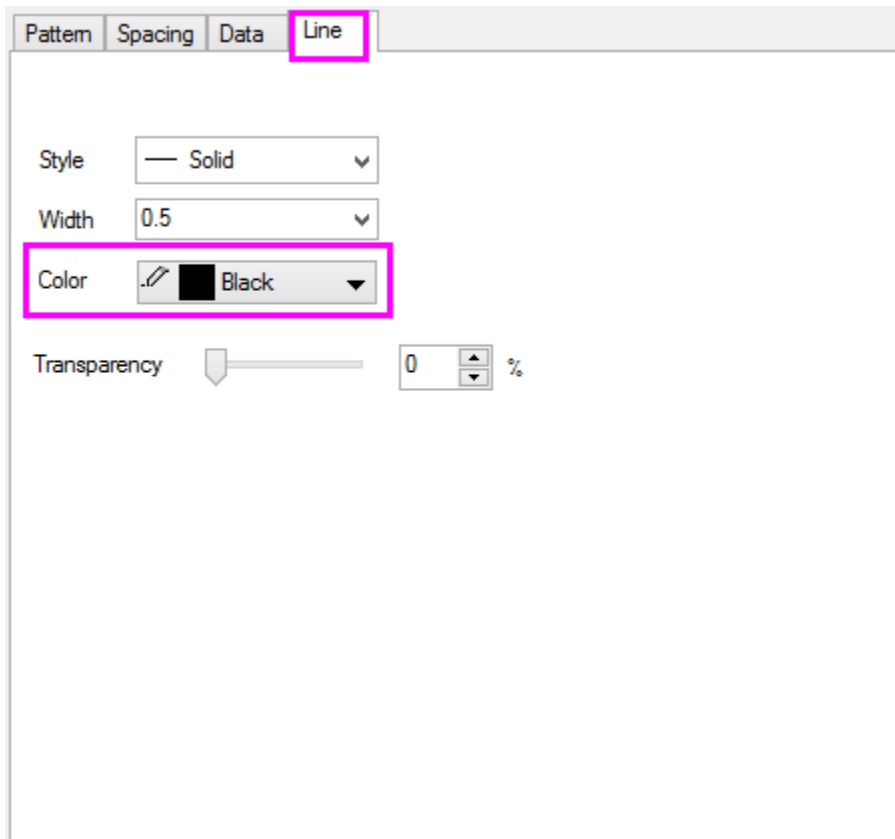 Pattern Spacing Data Line
Style Solid
Width 0.5
Color Black
Transparency 0 %